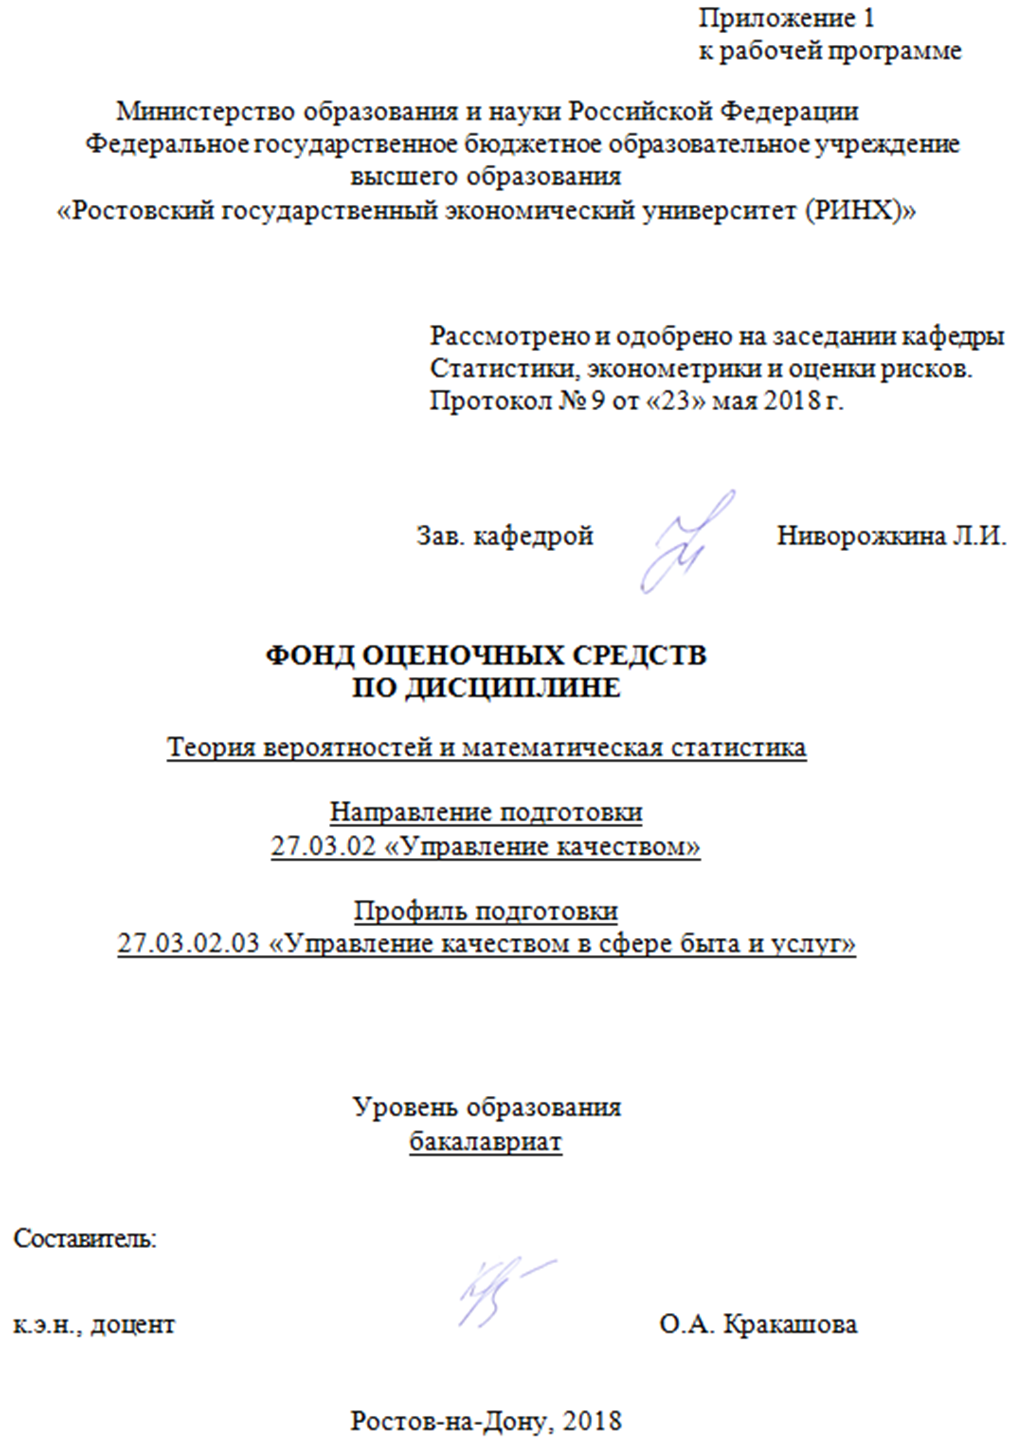 Приложение 1
к рабочей программе
Министерство образования и науки Российской Федерации
Федеральное государственное бюджетное образовательное учреждение
высшего образования
«Ростовский государственный экономический университет (РИНХ)»
Рассмотрено и одобрено на заседании кафедры
Статистики, эконометрики и оценки рисков.
Протокол № 9 от «23» мая 2018 г.
Зав. кафедрой Ниворожкина Л.И.
ФОНД ОЦЕНОЧНЫХ СРЕДСТВ
ПО ДИСЦИПЛИНЕ
Теория вероятностей и математическая статистика
Направление подготовки
27.03.02 «Управление качеством»
Профиль подготовки
27.03.02.03 «Управление качеством в сфере быта и услуг»
Уровень образования
бакалавриат
Составитель:
к.э.н., доцент О.А. Кракашова
Ростов-на-Дону, 2018